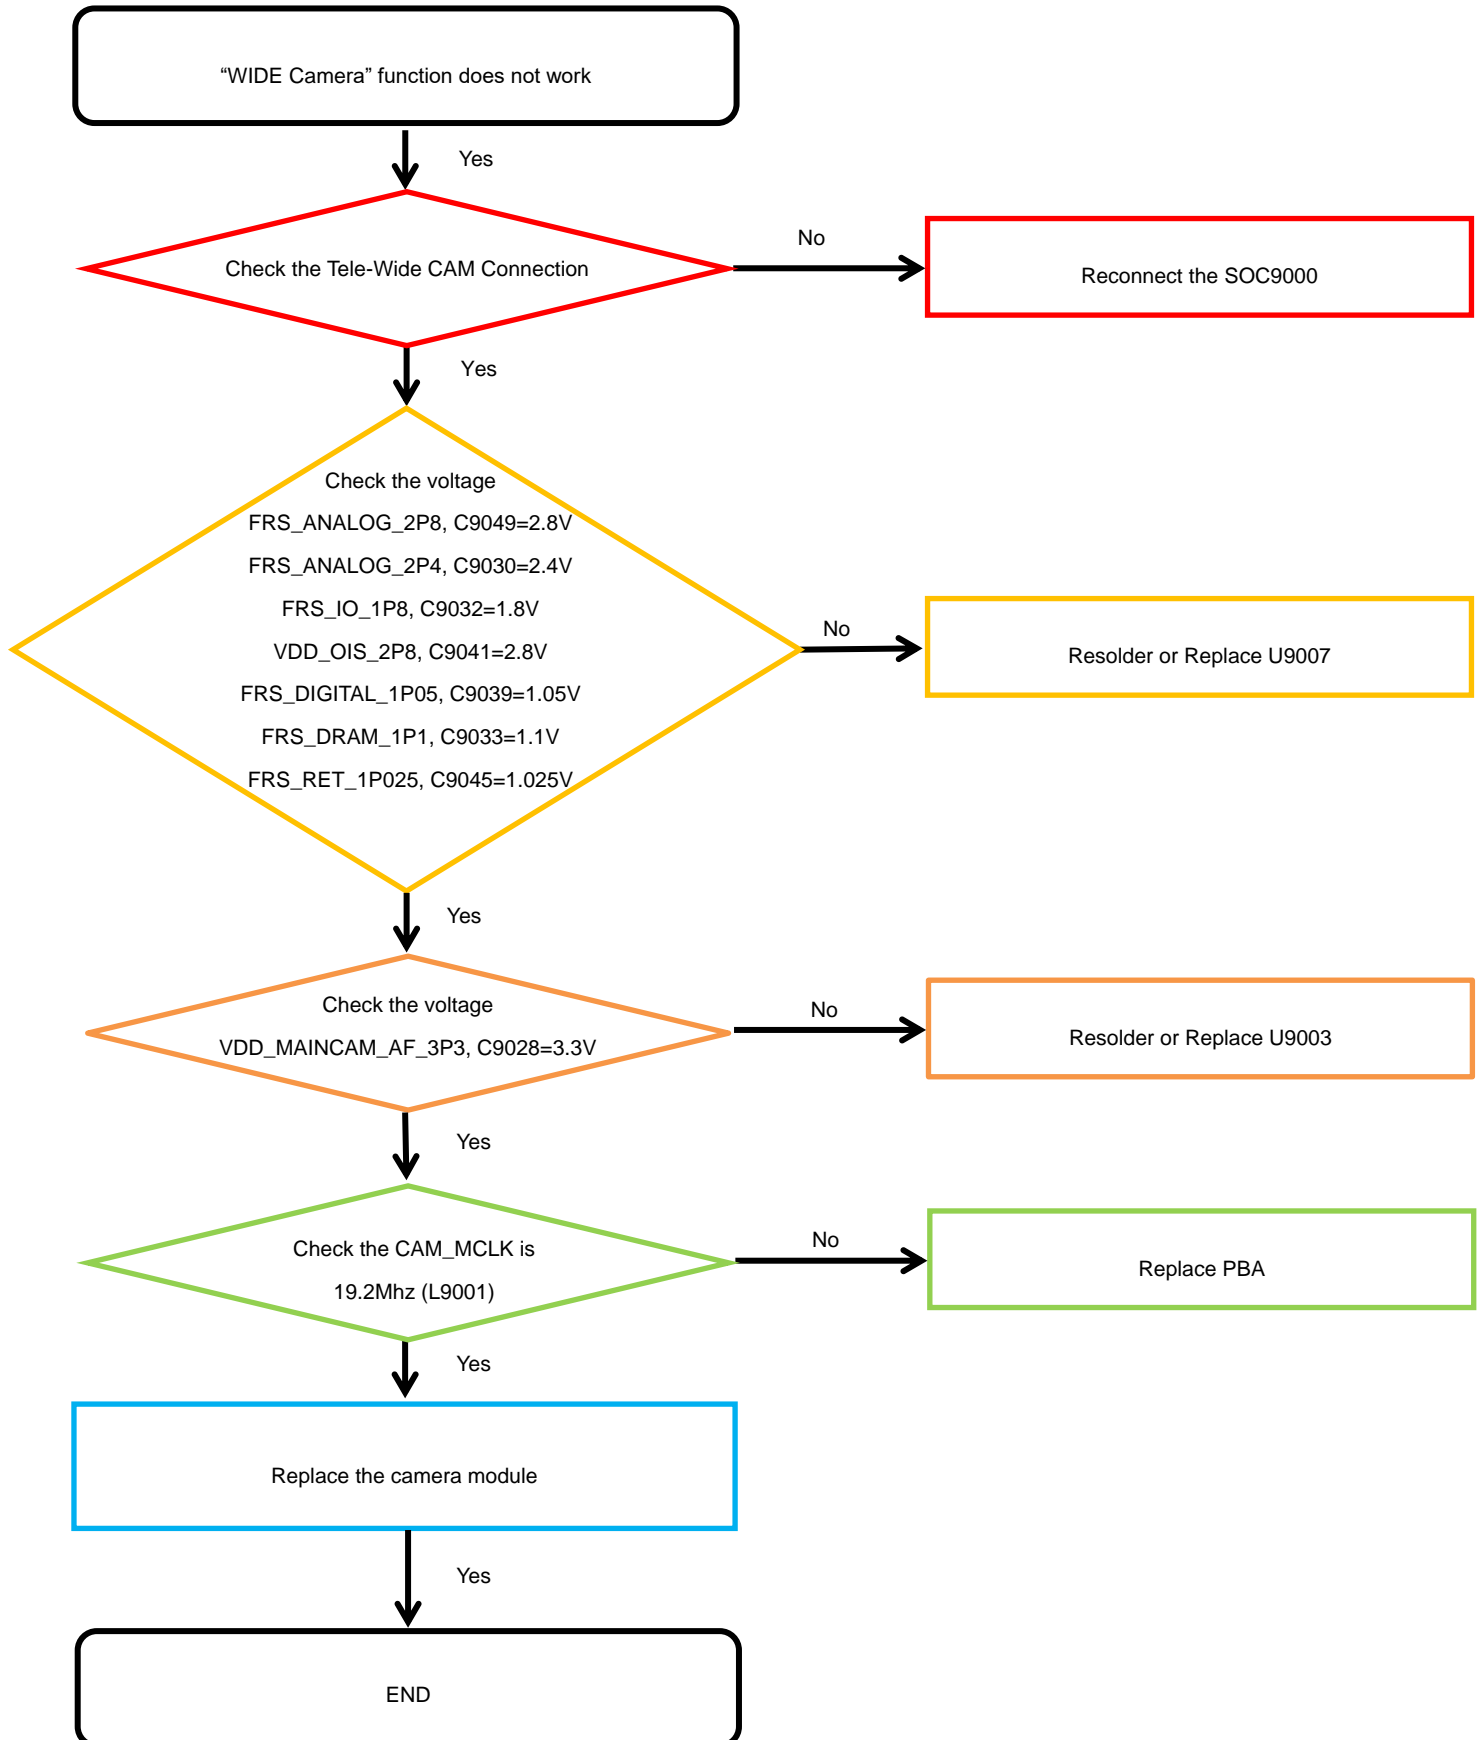 “WIDE Camera” function does not work
Yes
Check the Tele-Wide CAM Connection
No
Reconnect the SOC9000
Yes
Check the voltage
FRS_ANALOG_2P8, C9049=2.8V
FRS_ANALOG_2P4, C9030=2.4V
FRS_IO_1P8, C9032=1.8V
VDD_OIS_2P8, C9041=2.8V
FRS_DIGITAL_1P05, C9039=1.05V
FRS_DRAM_1P1, C9033=1.1V
FRS_RET_1P025, C9045=1.025V
No
Resolder or Replace U9007
Yes
Check the voltage
VDD_MAINCAM_AF_3P3, C9028=3.3V
No
Resolder or Replace U9003
Yes
Check the CAM_MCLK is
19.2Mhz (L9001)
No
Replace PBA
Yes
Replace the camera module
Yes
END